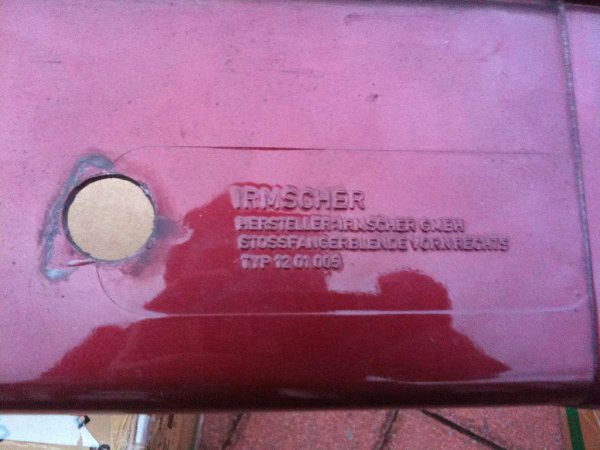 IRMSCHER
HERSTELLER:IRMSCHER GMBH
STOSSFÄNGERBLENDE VORN RECHTS
TYP 12 01 005